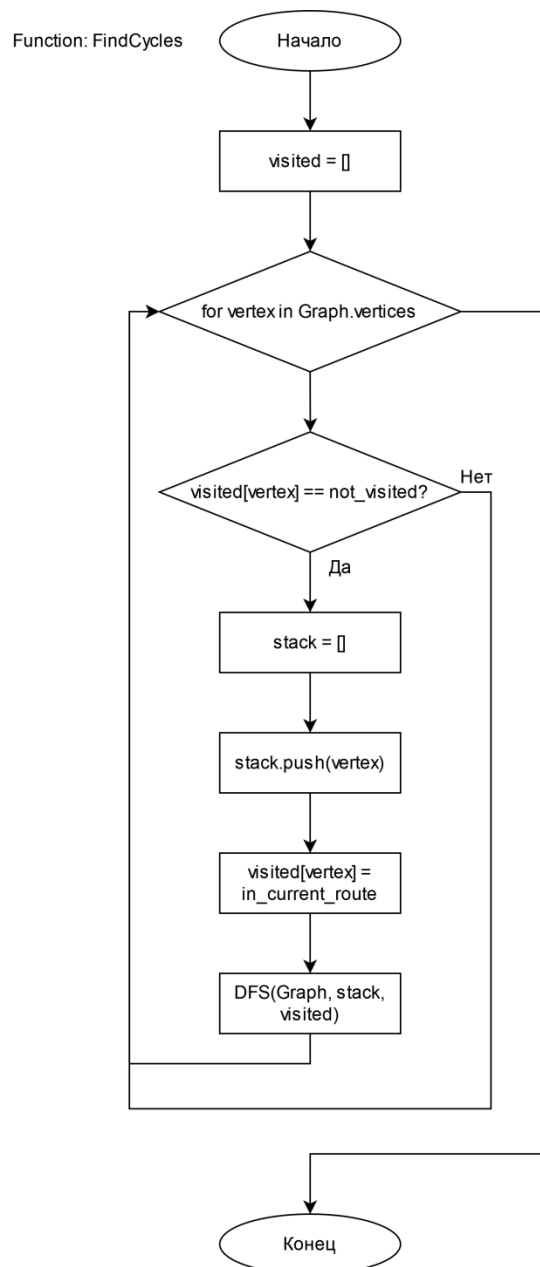 Function: FindCycles
Начало
visited = []
for vertex in Graph.vertices
visited[vertex] == not_visited?
Нет
Да
stack = []
stack.push(vertex)
visited[vertex] =
in_current_route
DFS(Graph, stack,
visited)
Конец